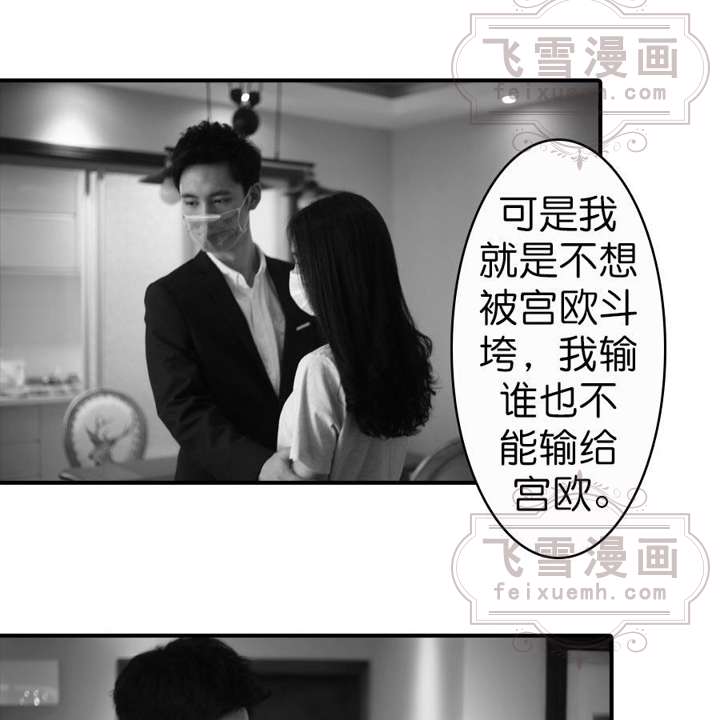 飞雪漫画
feixuemh.com
可是我
就是不想
被宫欧斗
垮，我输
谁也不
能输给
宫欧。
飞雪漫画
feixuemh.com